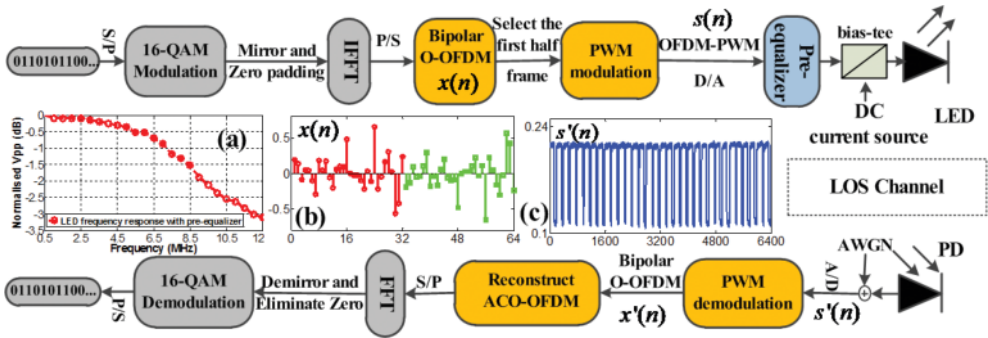 0110101100...
S/P
16-QAM
Modulation
Mirror and
Zero padding
IFFT
P/S
Bipolar
O-OFDM
x(n)
Select the
first half
frame
PWM
modulation
s(n)
OFDM-PWM
D/A
Pre-
equalizer
bias-tee
DC
current source
LED
(a)
Normalised Vpp (dB)
0
-0.5
-1
-1.5
-2
-2.5
-3
-3.5
LED frequency response with pre-equalizer
0.5 2.5 4.5 6.5 8.5 10.5 12
Frequency (MHz)
x(n)
0.5
0
-0.5
(b)
0 16 32 48 64
0.24
s'(n)
(c)
0.1
0 1600 3200 4800 6400
LOS Channel
0110101100...
P/S
16-QAM
Demodulation
Demirror and
Eliminate Zero
FFT
S/P
Reconstruct
ACO-OFDM
Bipolar
O-OFDM
x'(n)
PWM
demodulation
A/D
s'(n)
AWGN
+
PD